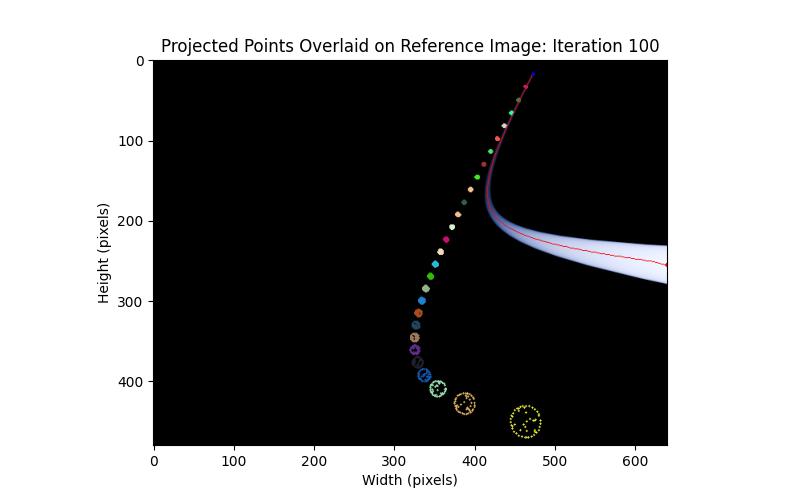 Projected Points Overlaid on Reference Image: Iteration 100
0
100
200
300
400
Height (pixels)
0 100 200 300 400 500 600
Width (pixels)